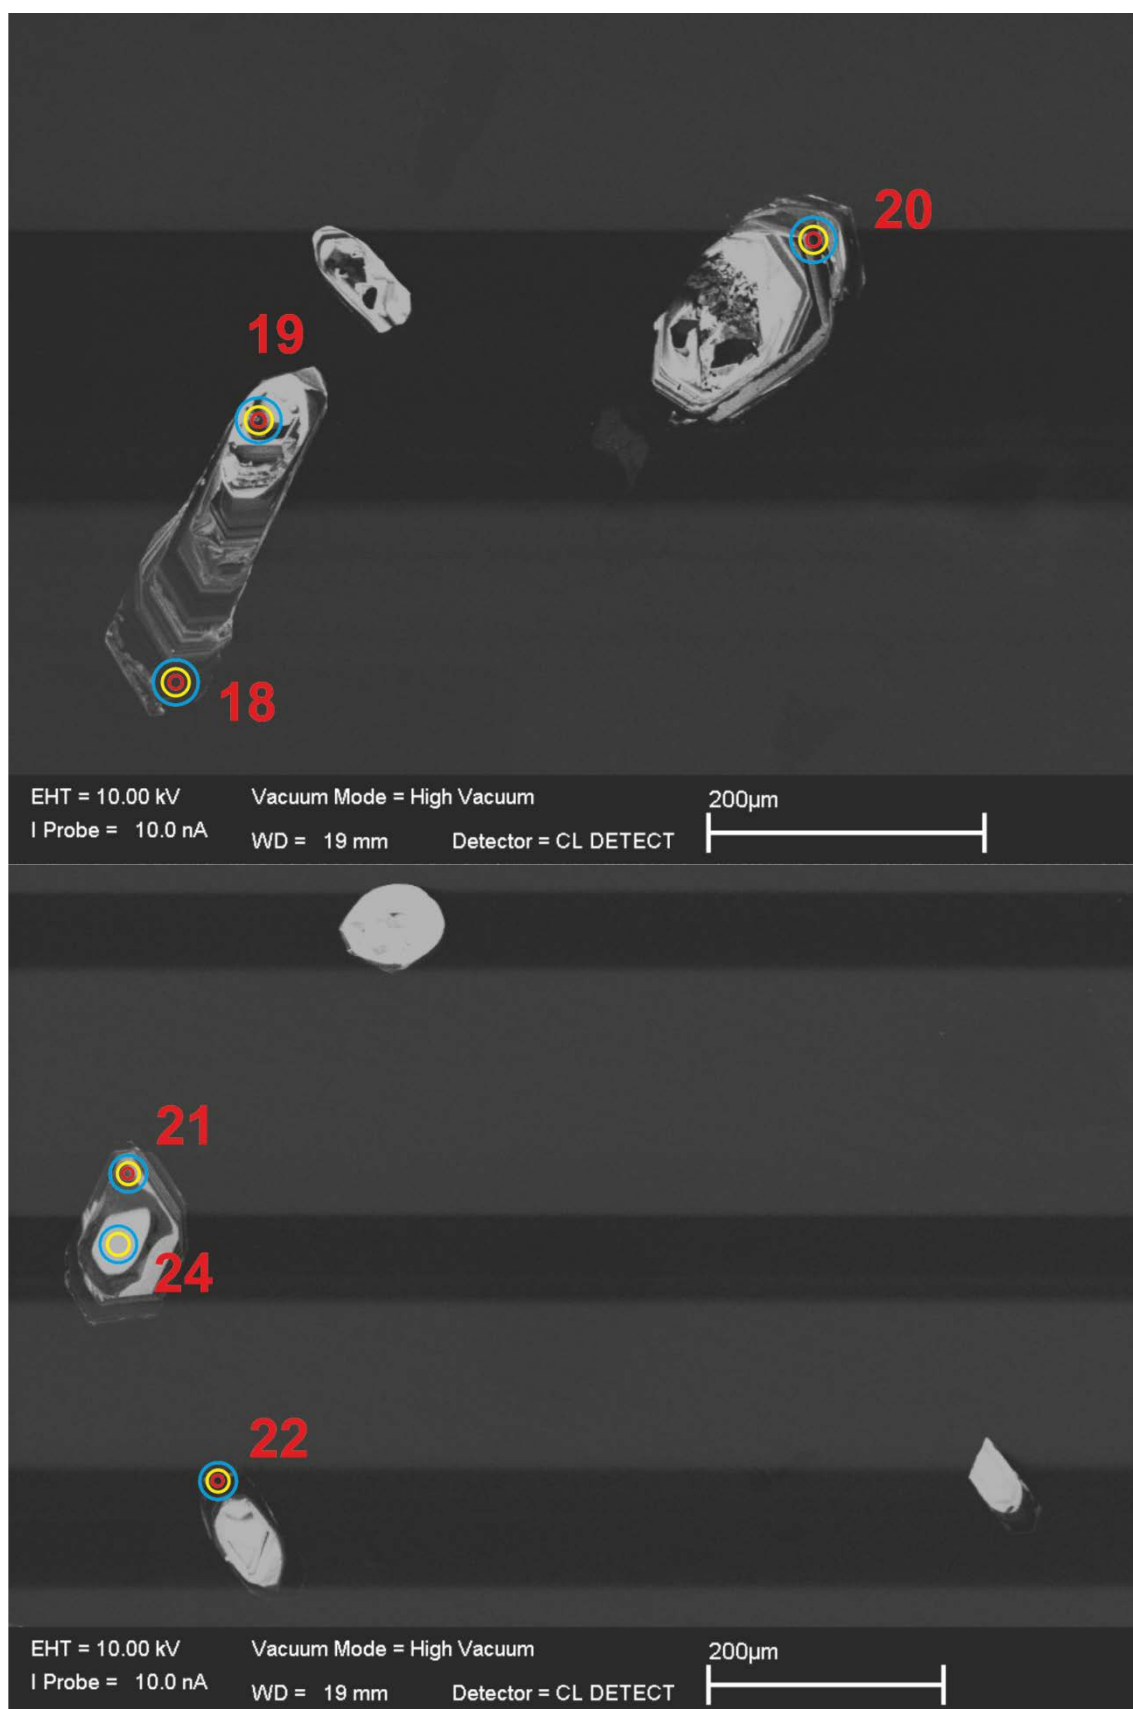 20
19
18
EHT = 10.00 kV Vacuum Mode = High Vacuum 200µm
I Probe = 10.0 nA WD = 19 mm Detector = CL DETECT
21
24
22
EHT = 10.00 kV Vacuum Mode = High Vacuum 200µm
I Probe = 10.0 nA WD = 19 mm Detector = CL DETECT